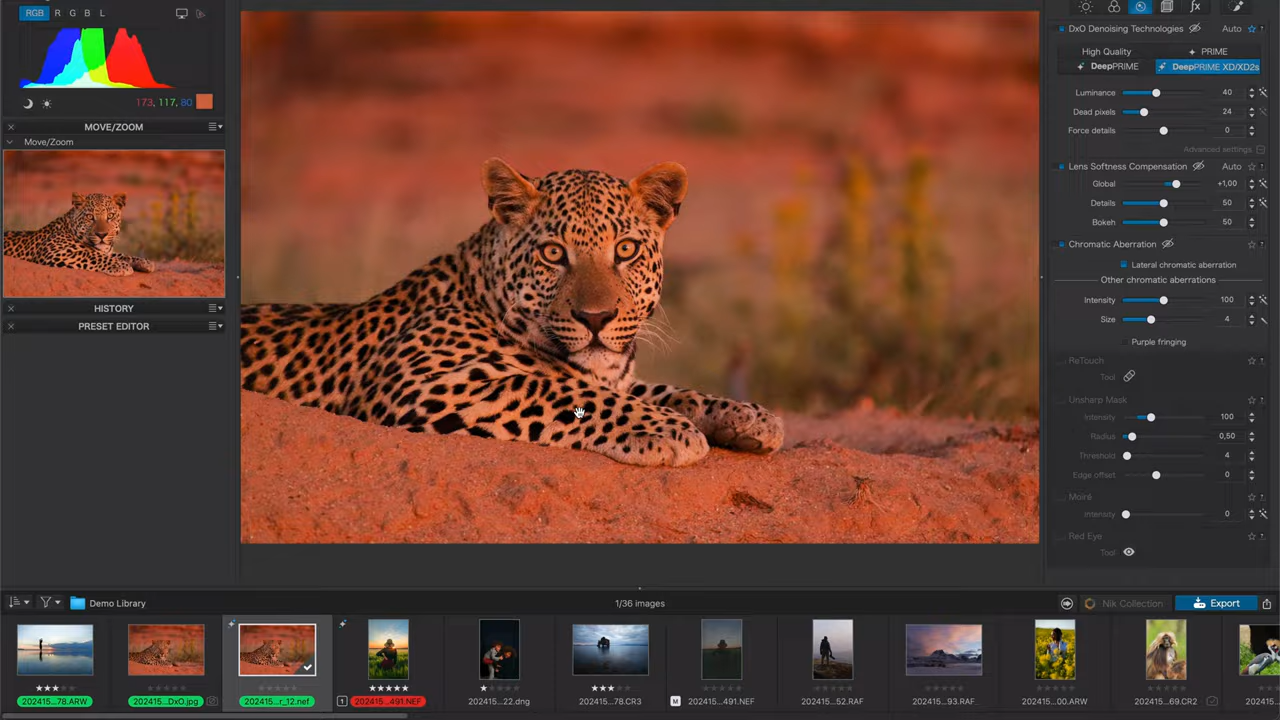 RGB R G B L
173, 117, 80
MOVE/ZOOM
Move/Zoom
HISTORY
PRESET EDITOR
DxO Denoising Technologies Auto
High Quality PRIME
DeepPRIME DeepPRIME XD/XD2s
Luminance 40
Dead pixels 24
Force details 0
Advanced settings
Lens Softness Compensation Auto
Global +1,00
Details 50
Bokeh 50
Chromatic Aberration
Lateral chromatic aberration
Other chromatic aberrations
Intensity 100
Size 4
Purple fringing
ReTouch
Tool
Unsharp Mask
Intensity 100
Radius 0,50
Threshold 4
Edge offset 0
Moiré
Intensity 0
Red Eye
Tool
Demo Library 1/36 images Nik Collection Export
202415...78.ARW 202415...DxO.jpg 202415...r_12.nef 1 202415...491.NEF 202415...22.dng 202415...78.CR3 M 202415...491.NEF 202415...52.RAF 202415...93.RAF 202415...00.ARW 202415...69.CR2